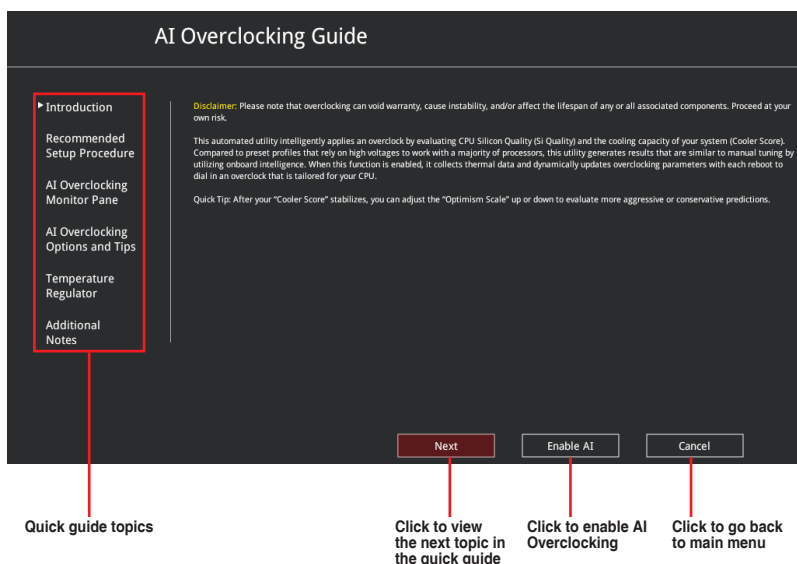 AI Overclocking Guide
Introduction
Recommended
Setup Procedure
AI Overclocking
Monitor Pane
AI Overclocking
Options and Tips
Temperature
Regulator
Additional
Notes
Disclaimer: Please note that overclocking can void warranty, cause instability, and/or affect the lifespan of any or all associated components. Proceed at your
own risk.
This automated utility intelligently applies an overclock by evaluating CPU Silicon Quality (Si Quality) and the cooling capacity of your system (Cooler Score).
Compared to preset profiles that rely on high voltages to work with a majority of processors, this utility generates results that are similar to manual tuning by
utilizing onboard intelligence. When this function is enabled, it collects thermal data and dynamically updates overclocking parameters with each reboot to
dial in an overclock that is tailored for your CPU.
Quick Tip: After your “Cooler Score” stabilizes, you can adjust the “Optimism Scale” up or down to evaluate more aggressive or conservative predictions.
Next
Enable AI
Cancel
Quick guide topics
Click to view
the next topic in
the quick guide
Click to enable AI
Overclocking
Click to go back
to main menu